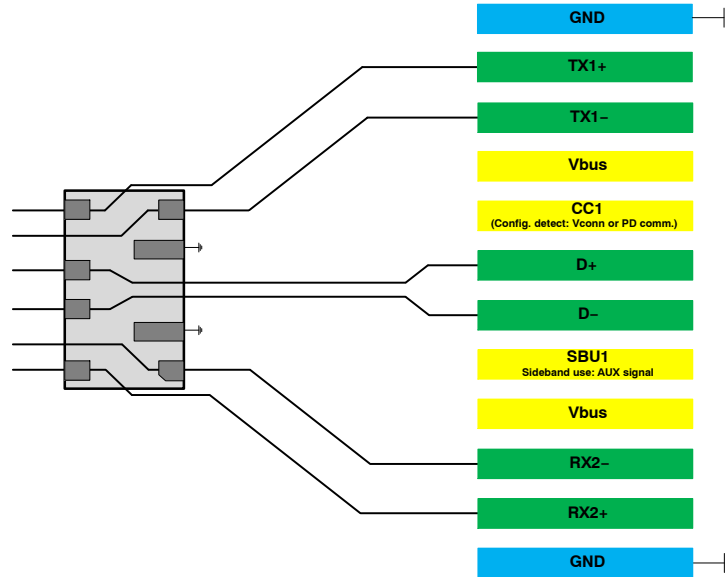 GND
TX1+
TX1−
Vbus
CC1
(Config. detect: Vconn or PD comm.)
D+
D−
SBU1
Sideband use: AUX signal
Vbus
RX2−
RX2+
GND